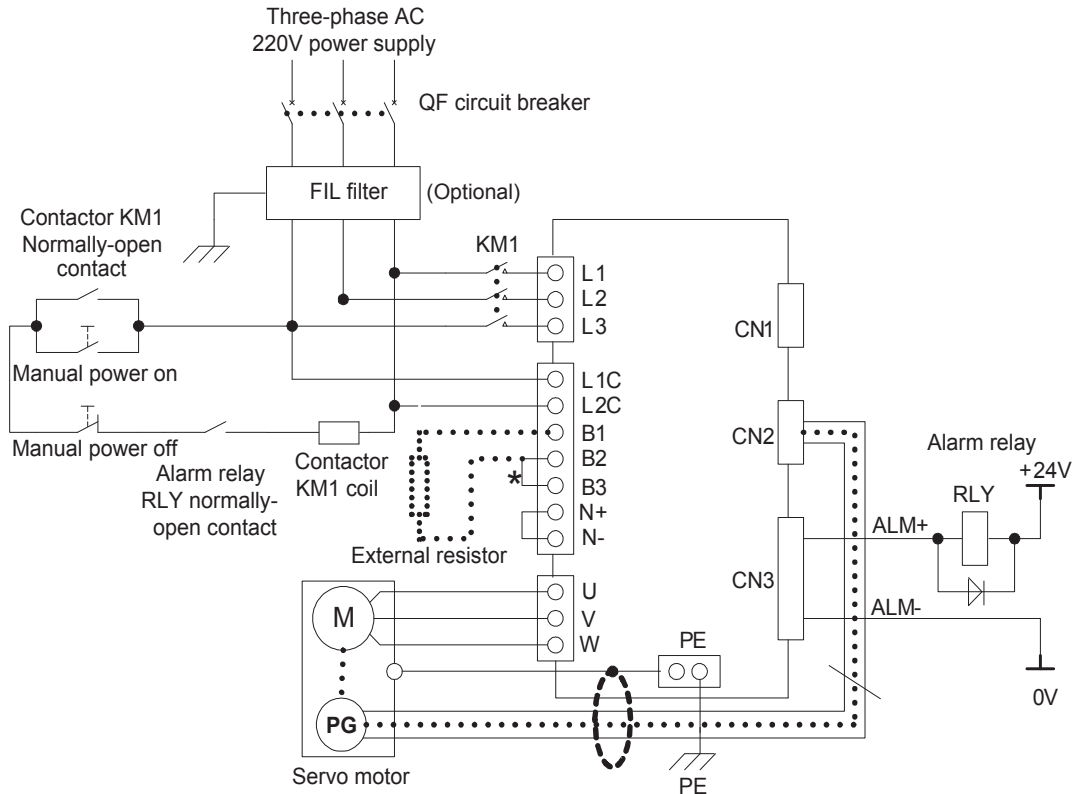 Three-phase AC
220V power supply
QF circuit breaker
FIL filter
(Optional)
Contactor KM1
Normally-open
contact
KM1
L1
L2
L3
CN1
Manual power on
L1C
L2C
B1
B2
B3
N+
N-
*
Manual power off
Alarm relay
RLY normally-
open contact
Contactor
KM1 coil
External resistor
CN2
Alarm relay
+24V
RLY
ALM+
CN3
ALM-
0V
U
V
W
M
PE
PG
Servo motor
PE